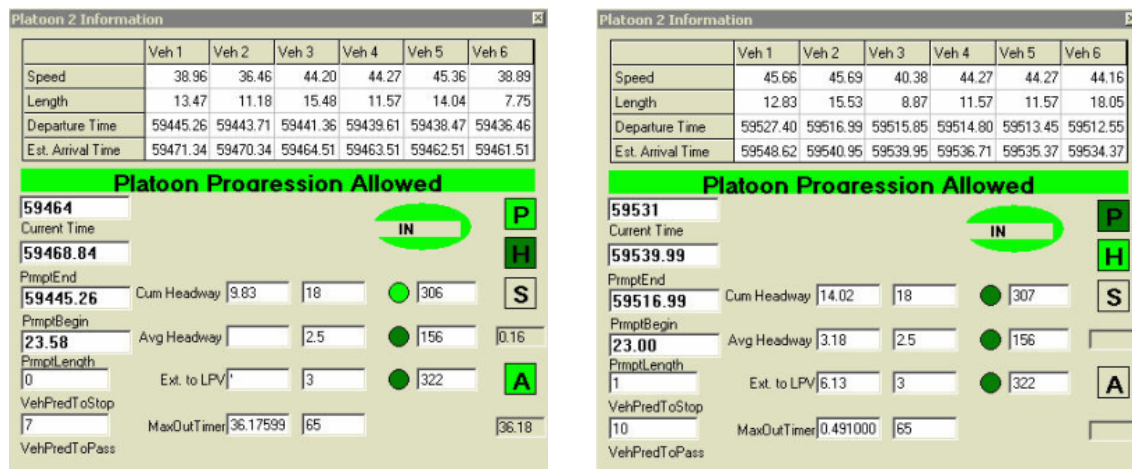 Platoon 2 Information
Veh 1 Veh 2 Veh 3 Veh 4 Veh 5 Veh 6
Speed 38.96 36.46 44.20 44.27 45.36 38.89
Length 13.47 11.18 15.48 11.57 14.04 7.75
Departure Time 59445.26 59443.71 59441.36 59439.61 59438.47 59436.46
Est. Arrival Time 59471.34 59470.34 59464.51 59463.51 59462.51 59461.51
Platoon Progression Allowed
59464
Current Time
IN
P
59468.84
H
PrmptEnd
59445.26
Cum Headway 9.83 18 306
S
PrmptBegin
23.58
Avg Headway 2.5 156 0.16
PrmptLength
0
Ext. to LPV ' 3 322
A
VehPredToStop
7
MaxOutTimer 36.17599 65 36.18
VehPredToPass
Platoon 2 Information
Veh 1 Veh 2 Veh 3 Veh 4 Veh 5 Veh 6
Speed 45.66 45.69 40.38 44.27 44.27 44.16
Length 12.83 15.53 8.87 11.57 11.57 18.05
Departure Time 59527.40 59516.99 59515.85 59514.80 59513.45 59512.55
Est. Arrival Time 59548.62 59540.95 59539.95 59536.71 59535.37 59534.37
Platoon Progression Allowed
59531
Current Time
IN
P
59539.99
H
PrmptEnd
59516.99
Cum Headway 14.02 18 307
S
PrmptBegin
23.00
Avg Headway 3.18 2.5 156
PrmptLength
1
Ext. to LPV 6.13 3 322
A
VehPredToStop
10
MaxOutTimer 0.491000 65
VehPredToPass